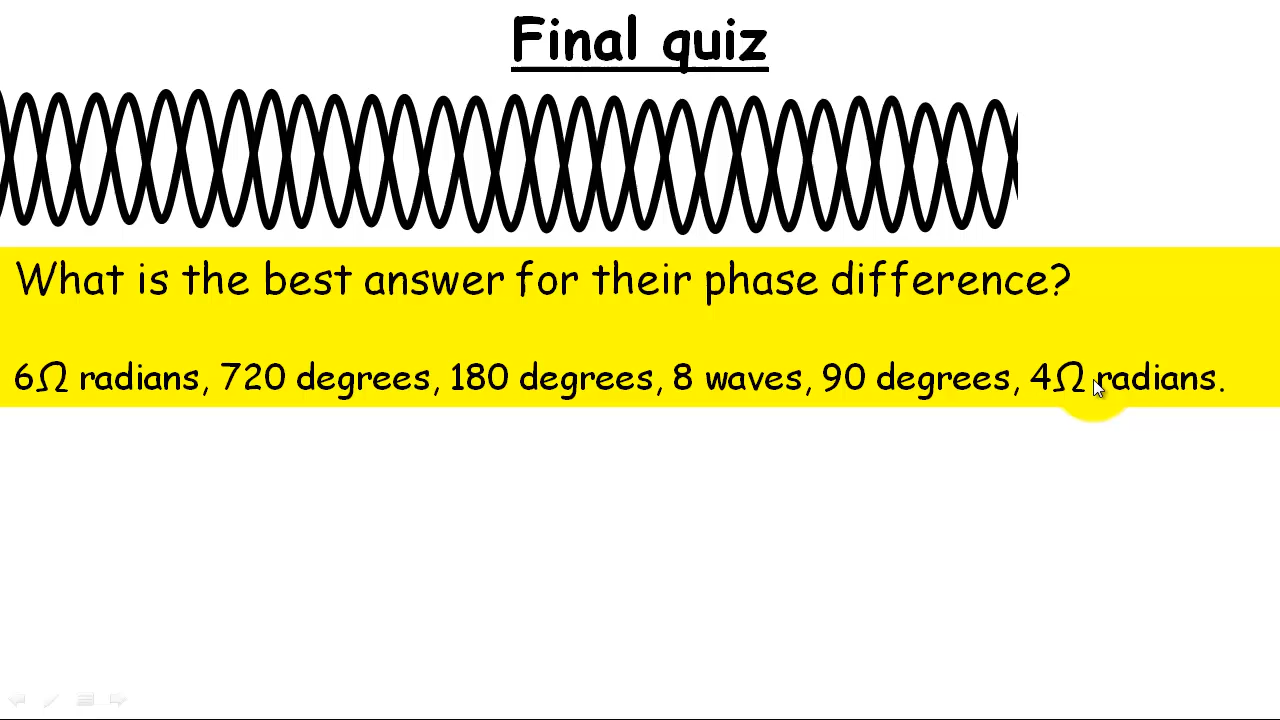 Final quiz
What is the best answer for their phase difference?
6Ω radians, 720 degrees, 180 degrees, 8 waves, 90 degrees, 4Ω radians.